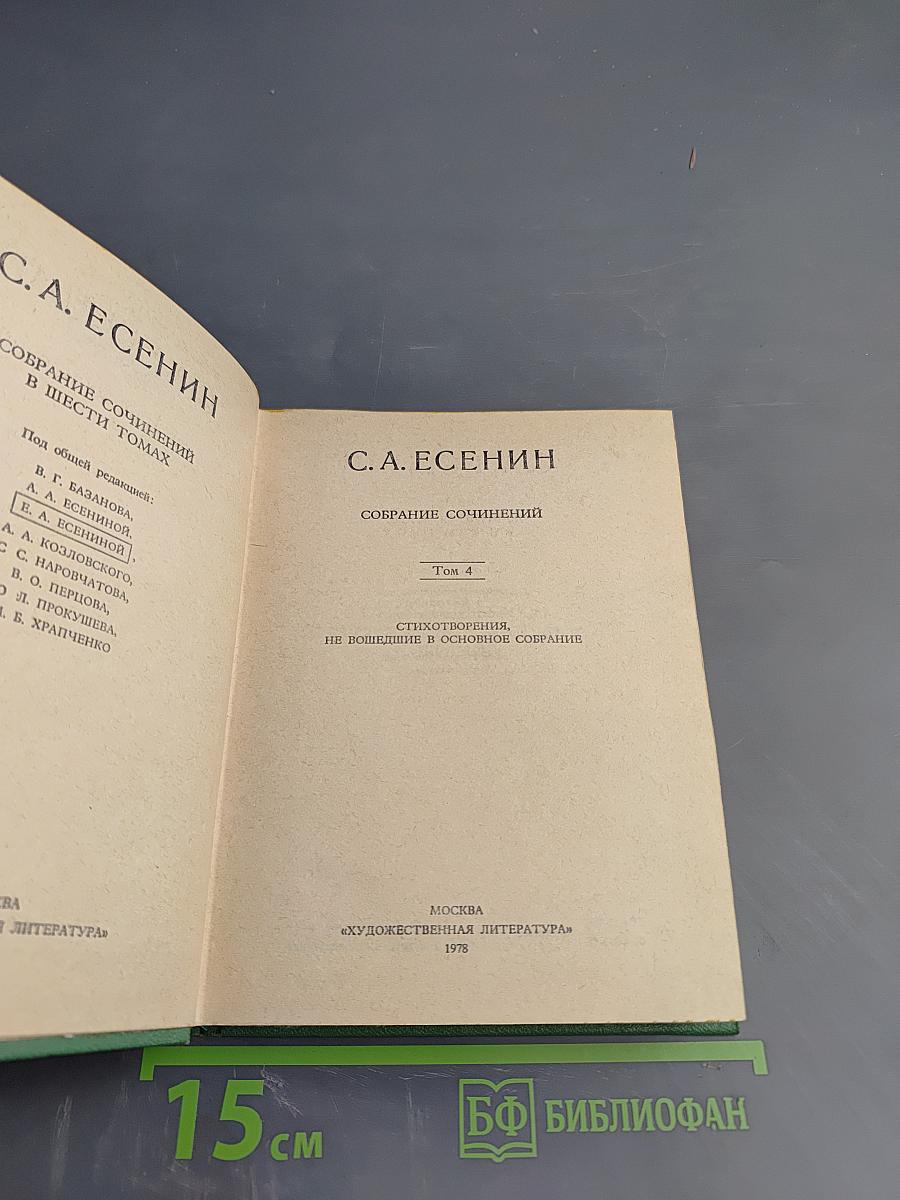 С. А. ЕСЕНИН
СОБРАНИЕ СОЧИНЕНИЙ
В ШЕСТИ ТОМАХ
Под общей редакцией:
В. Г. БАЗАНОВА,
А. А. ЕСЕНИНОЙ,
Е. А. ЕСЕНИНОЙ,
А. А. КОЗЛОВСКОГО,
С. С. НАРОВЧАТОВА,
В. О. ПЕРЦОВА,
Ю Л. ПРОКУШЕВА,
М. Б. ХРАПЧЕНКО
ЛИТЕРАТУРА»
С. А. ЕСЕНИН
СОБРАНИЕ СОЧИНЕНИЙ
Том 4
СТИХОТВОРЕНИЯ,
НЕ ВОШЕДШИЕ В ОСНОВНОЕ СОБРАНИЕ
МОСКВА
«ХУДОЖЕСТВЕННАЯ ЛИТЕРАТУРА»
1978
15 см
БФ БИБЛИОФАН